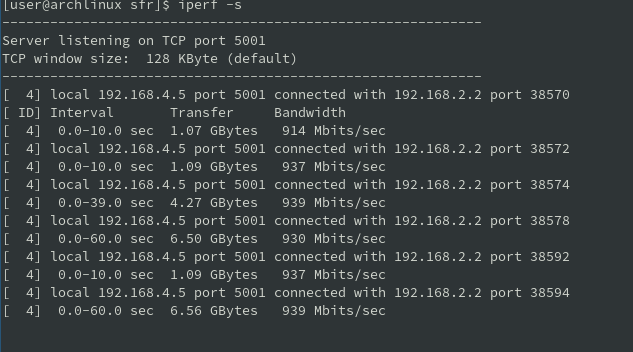 [user@archlinux sfr]$ iperf -s
------------------------------------------------------------
Server listening on TCP port 5001
TCP window size:  128 KByte (default)
------------------------------------------------------------
[  4] local 192.168.4.5 port 5001 connected with 192.168.2.2 port 38570
[ ID] Interval       Transfer     Bandwidth
[  4]  0.0-10.0 sec  1.07 GBytes   914 Mbits/sec
[  4] local 192.168.4.5 port 5001 connected with 192.168.2.2 port 38572
[  4]  0.0-10.0 sec  1.09 GBytes   937 Mbits/sec
[  4] local 192.168.4.5 port 5001 connected with 192.168.2.2 port 38574
[  4]  0.0-39.0 sec  4.27 GBytes   939 Mbits/sec
[  4] local 192.168.4.5 port 5001 connected with 192.168.2.2 port 38578
[  4]  0.0-60.0 sec  6.50 GBytes   930 Mbits/sec
[  4] local 192.168.4.5 port 5001 connected with 192.168.2.2 port 38592
[  4]  0.0-10.0 sec  1.09 GBytes   937 Mbits/sec
[  4] local 192.168.4.5 port 5001 connected with 192.168.2.2 port 38594
[  4]  0.0-60.0 sec  6.56 GBytes   939 Mbits/sec